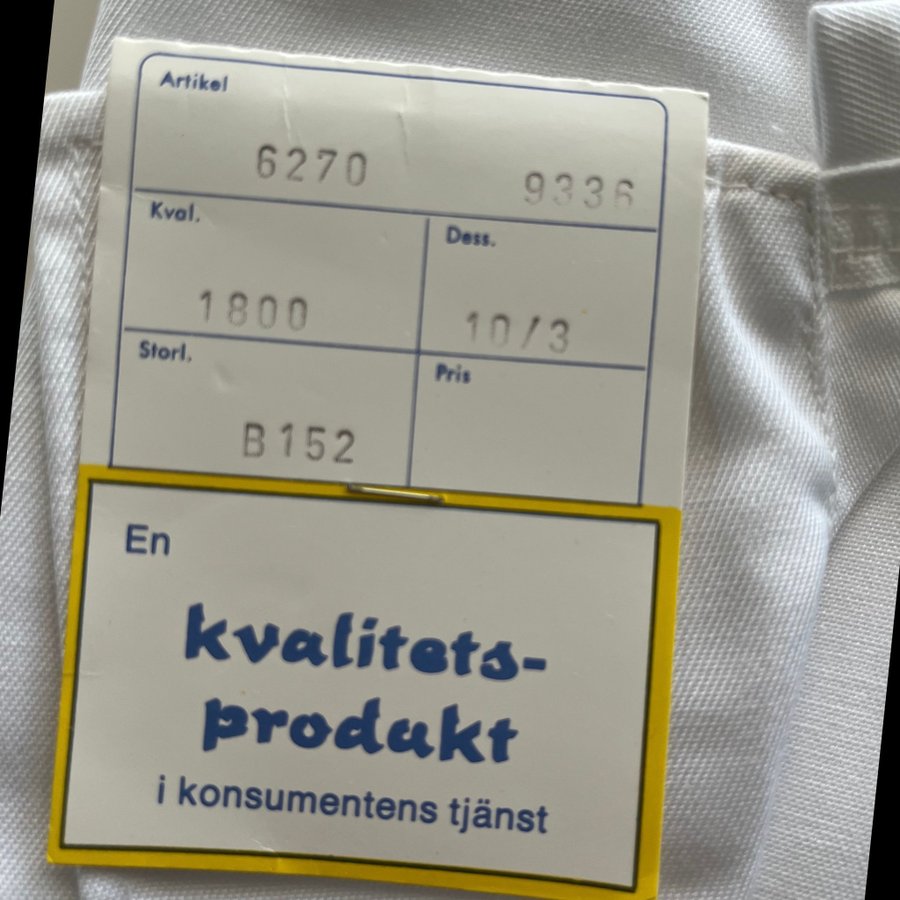 Artikel
6270 9336
Kval. Dess.
1800 10/3
Storl. Pris
B152
En
kvalitets-
produkt
i konsumentens tjänst